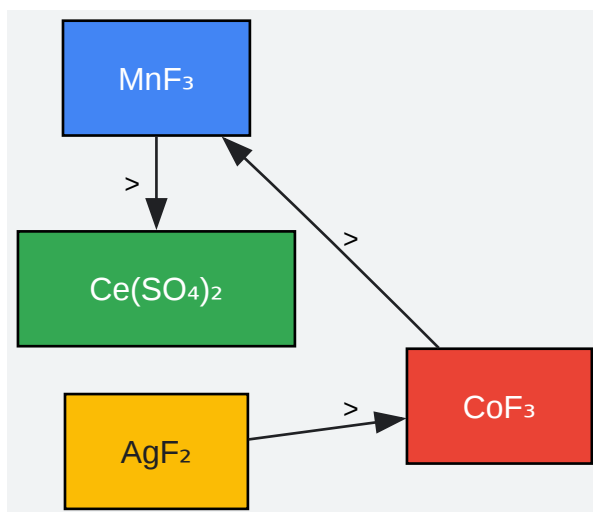 MnF₃
>
>
Ce(SO₄)₂
>
CoF₃
AgF₂